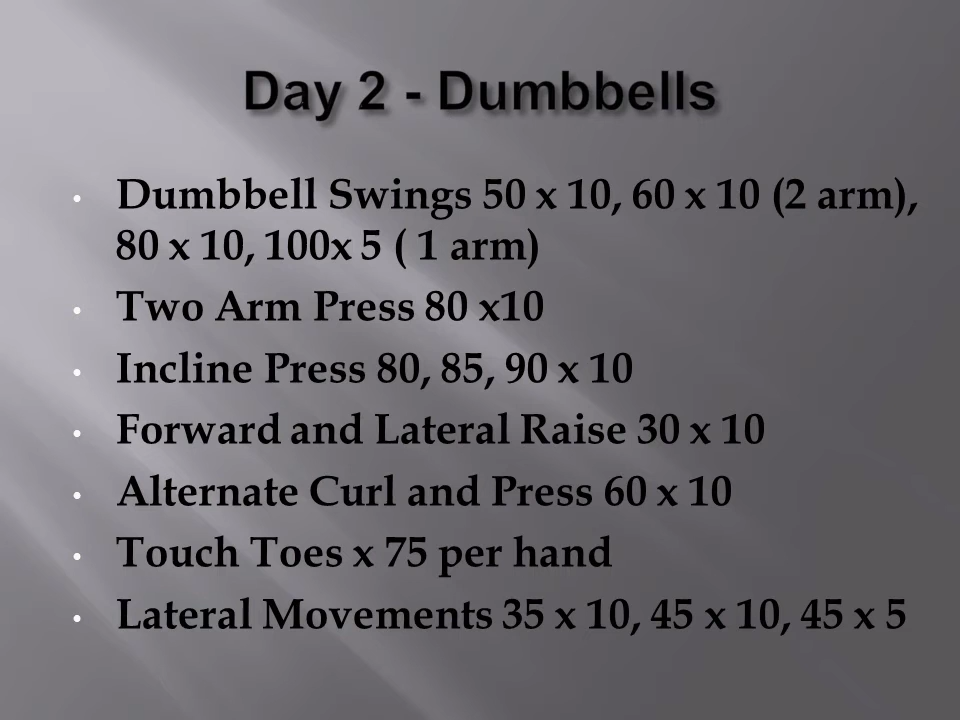 Day 2 - Dumbbells
• Dumbbell Swings 50 x 10, 60 x 10 (2 arm),
80 x 10, 100x 5 ( 1 arm)
• Two Arm Press 80 x10
• Incline Press 80, 85, 90 x 10
• Forward and Lateral Raise 30 x 10
• Alternate Curl and Press 60 x 10
• Touch Toes x 75 per hand
• Lateral Movements 35 x 10, 45 x 10, 45 x 5